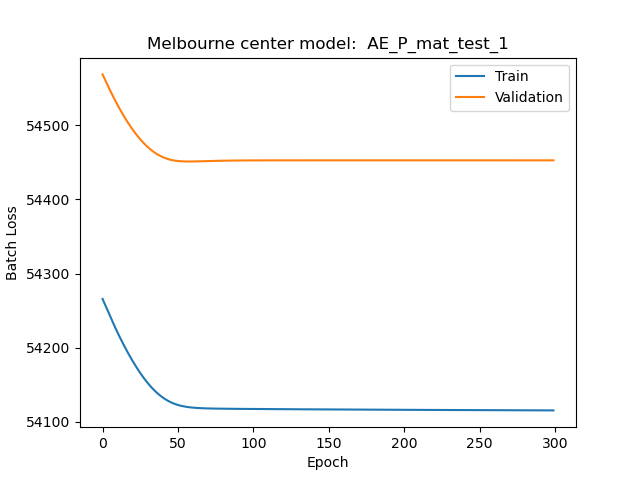 Melbourne center model:  AE_P_mat_test_1
Train
Validation
Batch Loss
54500
54400
54300
54200
54100
0 50 100 150 200 250 300
Epoch